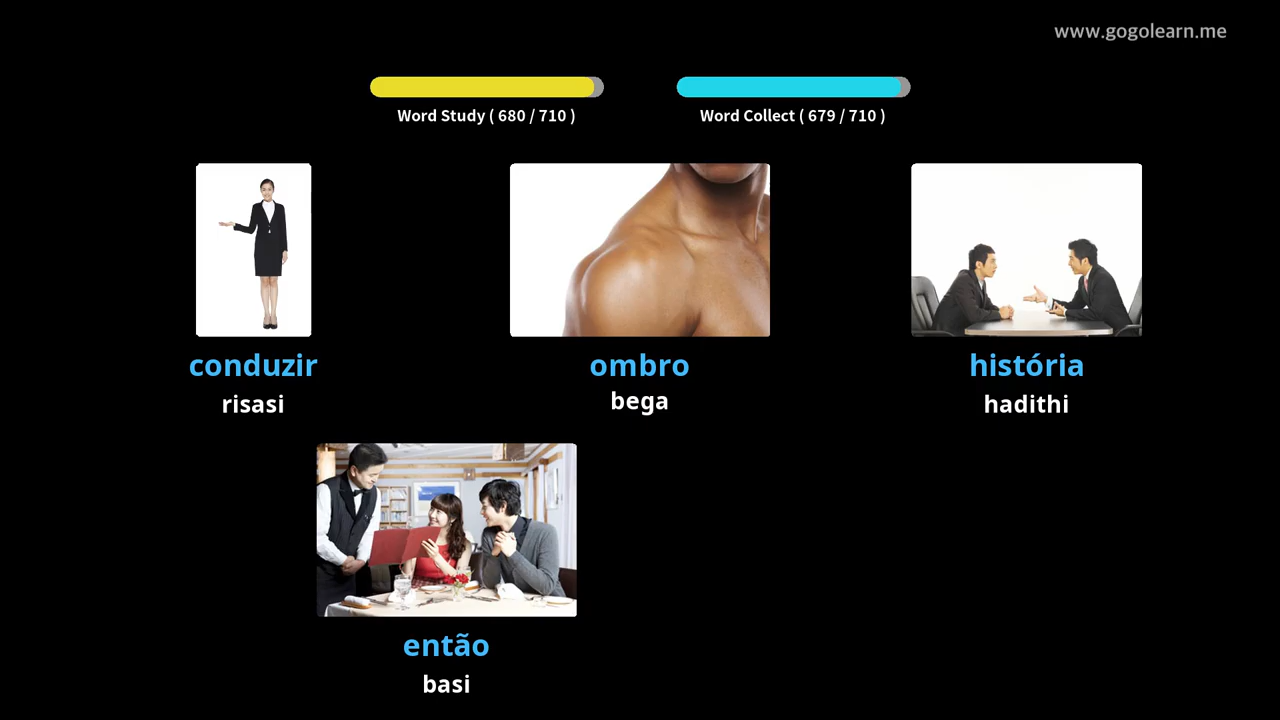 www.gogolearn.me
Word Study ( 680 / 710 )
Word Collect ( 679 / 710 )
conduzir
risasi
ombro
bega
história
hadithi
então
basi